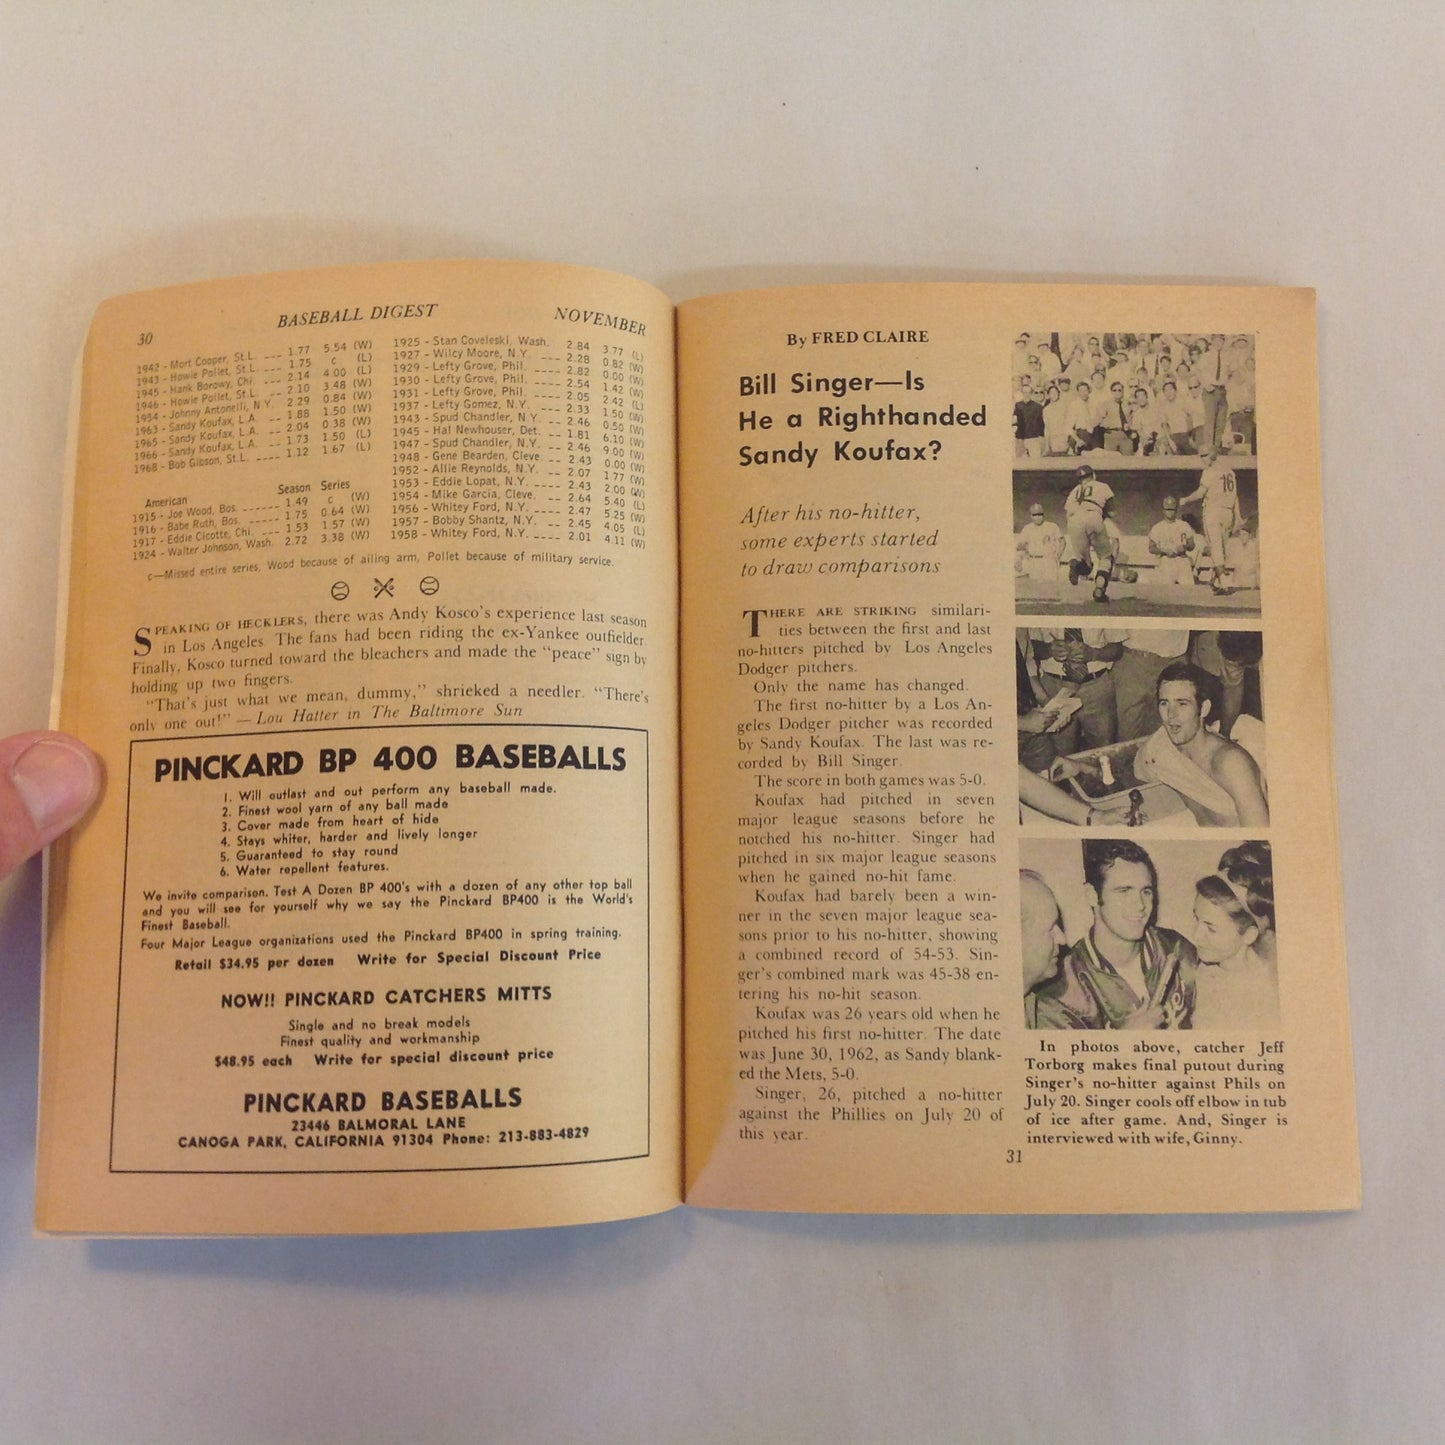 30
BASEBALL DIGEST
NOVEMBER
1942 - Mort Cooper, St.L. --- 1.77 5.54 (W)
1943 - Howie Pollet, St.L. --- 1.75 c (L)
1945 - Hank Borowy, Chi. --- 2.14 4.00 (L)
1946 - Howie Pollet, St.L. -- 2.10 3.48 (W)
1954 - Johnny Antonelli, N.Y. 2.29 0.84 (W)
1963 - Sandy Koufax, L.A. -- 1.88 1.50 (W)
1965 - Sandy Koufax, L.A. -- 2.04 0.38 (W)
1966 - Sandy Koufax, L.A. -- 1.73 1.50 (L)
1968 - Bob Gibson, St.L. ---- 1.12 1.67 (L)
American Season Series
1915 - Joe Wood, Bos. ------- 1.49 c (W)
1916 - Babe Ruth, Bos. ------ 1.75 0.64 (W)
1917 - Eddie Cicotte, Chi. --- 1.53 1.57 (W)
1924 - Walter Johnson, Wash. 2.72 3.38 (W)
1925 - Stan Coveleski, Wash. 2.84 3.77 (L)
1927 - Wilcy Moore, N.Y. --- 2.28 0.82 (W)
1929 - Lefty Grove, Phil. ---- 2.82 0.00 (W)
1930 - Lefty Grove, Phil. ---- 2.54 1.42 (W)
1931 - Lefty Grove, Phil. ---- 2.05 2.42 (L)
1937 - Lefty Gomez, N.Y. --- 2.33 1.50 (W)
1943 - Spud Chandler, N.Y. -- 2.46 0.50 (W)
1945 - Hal Newhouser, Det. -- 1.81 6.10 (W)
1947 - Spud Chandler, N.Y. -- 2.46 9.00 (W)
1948 - Gene Bearden, Cleve. -- 2.43 0.00 (W)
1952 - Allie Reynolds, N.Y. -- 2.07 1.77 (W)
1953 - Eddie Lopat, N.Y. ---- 2.43 2.00 (W)
1954 - Mike Garcia, Cleve. -- 2.64 5.40 (L)
1956 - Whitey Ford, N.Y. ---- 2.47 5.25 (W)
1957 - Bobby Shantz, N.Y. -- 2.45 4.05 (L)
1958 - Whitey Ford, N.Y. ---- 2.01 4.11 (W)
c—Missed entire series, Wood because of ailing arm, Pollet because of military service.
SPEAKING OF HECKLERS, there was Andy Kosco's experience last season
in Los Angeles. The fans had been riding the ex-Yankee outfielder.
Finally, Kosco turned toward the bleachers and made the "peace" sign by
holding up two fingers.
"That's just what we mean, dummy," shrieked a needler. "There's
only one out!" — Lou Hatter in The Baltimore Sun
PINCKARD BP 400 BASEBALLS
1. Will outlast and out perform any baseball made.
2. Finest wool yarn of any ball made
3. Cover made from heart of hide
4. Stays whiter, harder and lively longer
5. Guaranteed to stay round
6. Water repellent features.
We invite comparison. Test A Dozen BP 400's with a dozen of any other top ball
and you will see for yourself why we say the Pinckard BP400 is the World's
Finest Baseball.
Four Major League organizations used the Pinckard BP400 in spring training.
Retail $34.95 per dozen Write for Special Discount Price
NOW!! PINCKARD CATCHERS MITTS
Single and no break models
Finest quality and workmanship
$48.95 each Write for special discount price
PINCKARD BASEBALLS
23446 BALMORAL LANE
CANOGA PARK, CALIFORNIA 91304 Phone: 213-883-4829
By FRED CLAIRE
Bill Singer—Is
He a Righthanded
Sandy Koufax?
After his no-hitter,
some experts started
to draw comparisons
THERE ARE STRIKING similari-
ties between the first and last
no-hitters pitched by Los Angeles
Dodger pitchers.
Only the name has changed.
The first no-hitter by a Los An-
geles Dodger pitcher was recorded
by Sandy Koufax. The last was re-
corded by Bill Singer.
The score in both games was 5-0.
Koufax had pitched in seven
major league seasons before he
notched his no-hitter. Singer had
pitched in six major league seasons
when he gained no-hit fame.
Koufax had barely been a win-
ner in the seven major league sea-
sons prior to his no-hitter, showing
a combined record of 54-53. Sin-
ger's combined mark was 45-38 en-
tering his no-hit season.
Koufax was 26 years old when he
pitched his first no-hitter. The date
was June 30, 1962, as Sandy blank-
ed the Mets, 5-0.
Singer, 26, pitched a no-hitter
against the Phillies on July 20 of
this year.
16
In photos above, catcher Jeff
Torborg makes final putout during
Singer's no-hitter against Phils on
July 20. Singer cools off elbow in tub
of ice after game. And, Singer is
interviewed with wife, Ginny.
31